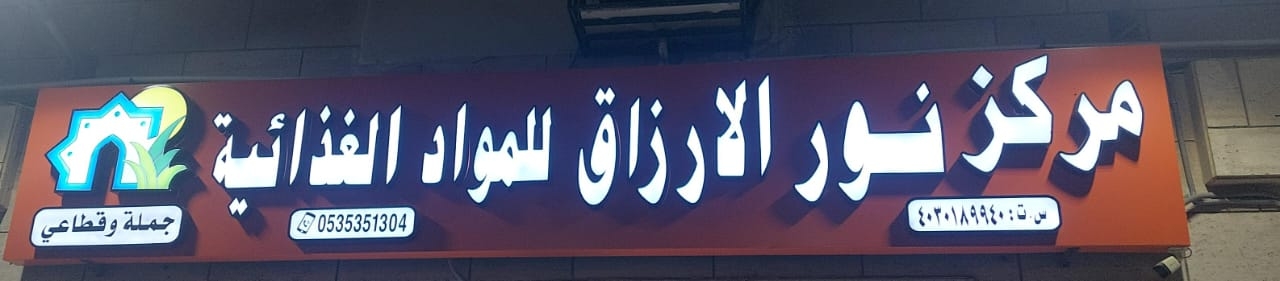 مركز نور الارزاق للمواد الغذائية
س.ت: ٤٠٣٠١٨٩٩٤٠
0535351304
جملة وقطاعي